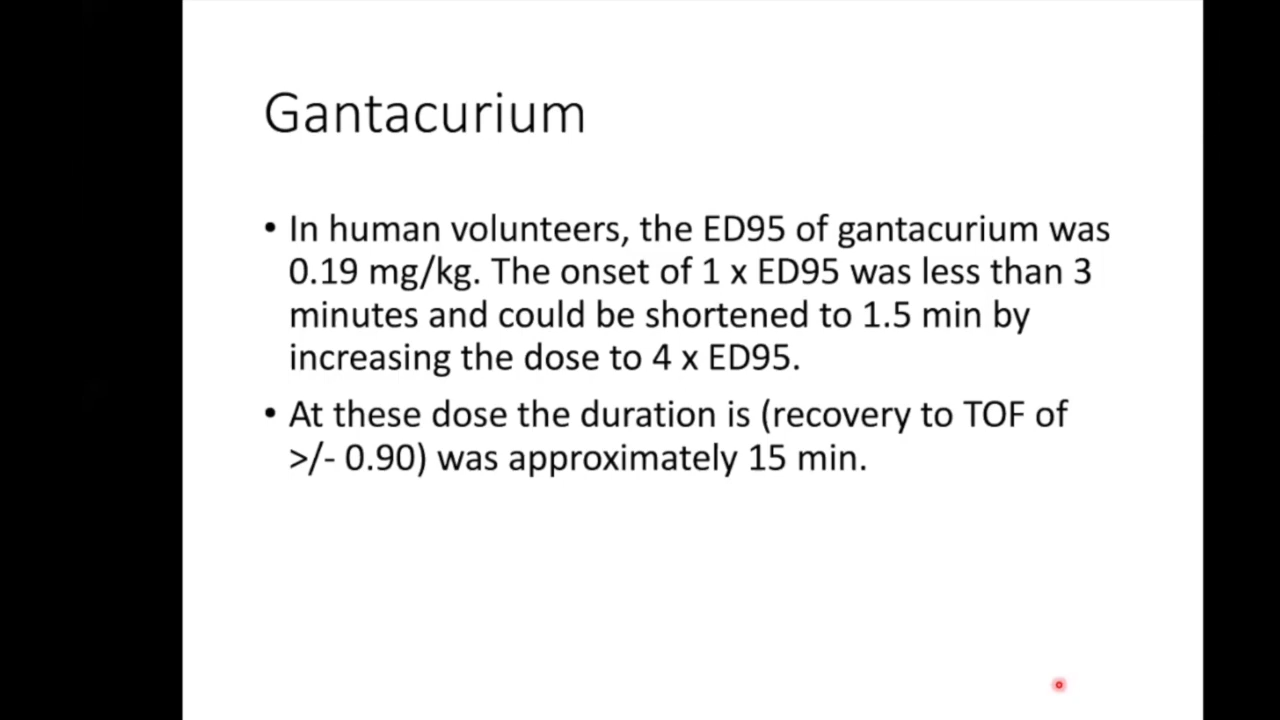 Gantacurium
• In human volunteers, the ED95 of gantacurium was
0.19 mg/kg. The onset of 1 x ED95 was less than 3
minutes and could be shortened to 1.5 min by
increasing the dose to 4 x ED95.
• At these dose the duration is (recovery to TOF of
>/- 0.90) was approximately 15 min.